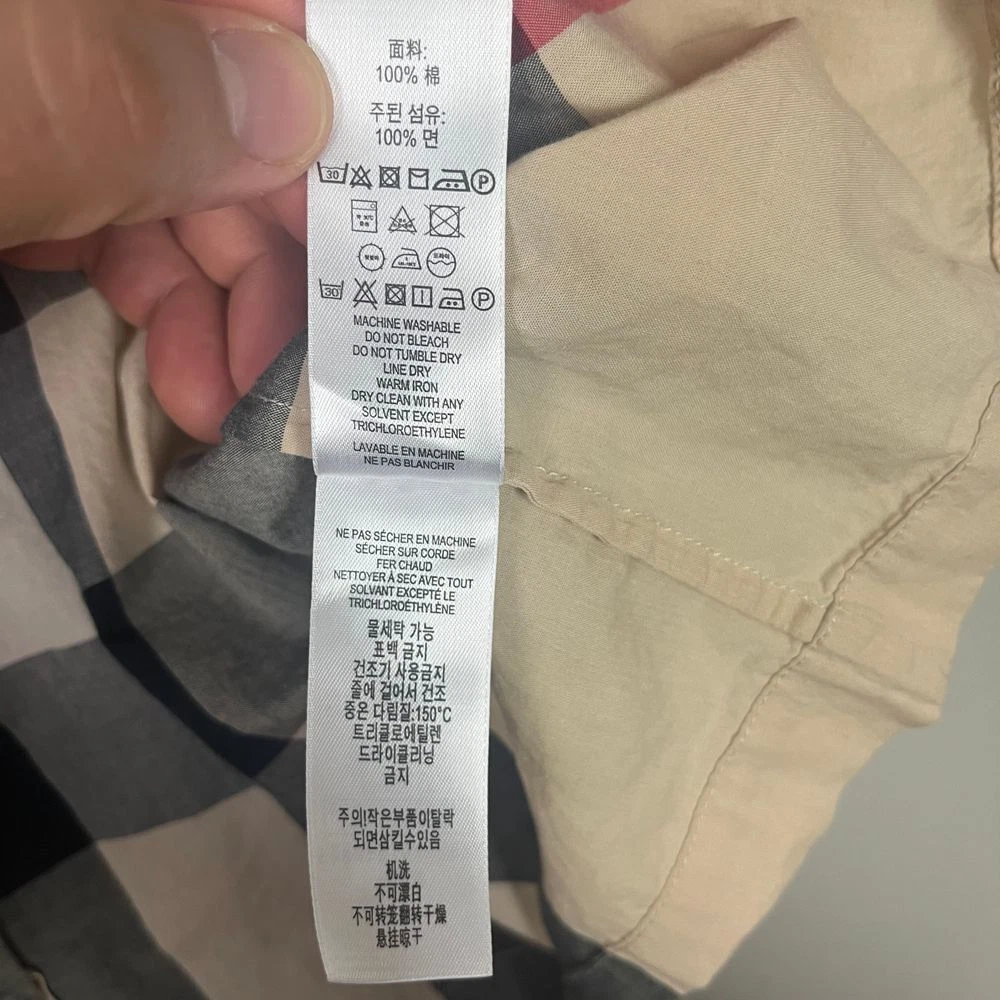 面料:
100% 棉
주된 섬유:
100% 면
30 P
30 P
MACHINE WASHABLE
DO NOT BLEACH
DO NOT TUMBLE DRY
LINE DRY
WARM IRON
DRY CLEAN WITH ANY
SOLVENT EXCEPT
TRICHLOROETHYLENE
LAVABLE EN MACHINE
NE PAS BLANCHIR
NE PAS SÉCHER EN MACHINE
SÉCHER SUR CORDE
FER CHAUD
NETTOYER À SEC AVEC TOUT
SOLVANT EXCEPTÉ LE
TRICHLOROÉTHYLÈNE
물세탁 가능
표백 금지
건조기 사용금지
줄에 걸어서 건조
중온 다림질:150°C
트리클로에틸렌
드라이클리닝
금지
주의!작은부품이탈락
되면삼킬수있음
机洗
不可漂白
不可转笼翻转干燥
悬挂晾干